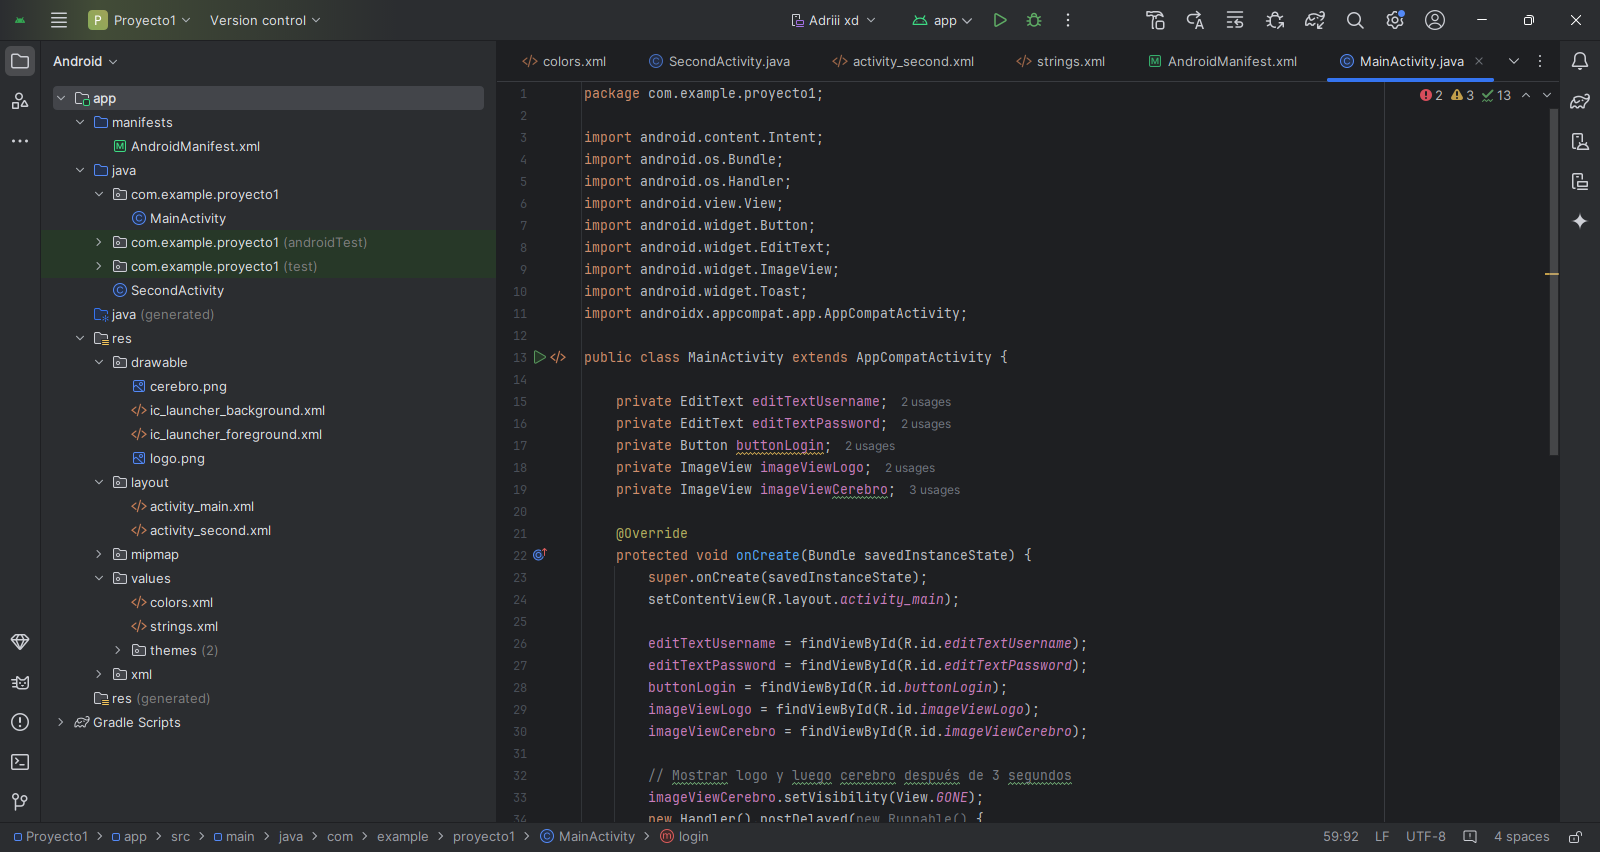 P Proyecto1 Version control Adriii xd app
Android
colors.xml SecondActivity.java activity_second.xml strings.xml AndroidManifest.xml MainActivity.java
2 3 13
app
manifests
AndroidManifest.xml
java
com.example.proyecto1
MainActivity
com.example.proyecto1 (androidTest)
com.example.proyecto1 (test)
SecondActivity
java (generated)
res
drawable
cerebro.png
ic_launcher_background.xml
ic_launcher_foreground.xml
logo.png
layout
activity_main.xml
activity_second.xml
mipmap
values
colors.xml
strings.xml
themes (2)
xml
res (generated)
Gradle Scripts
1 package com.example.proyecto1;
2
3 import android.content.Intent;
4 import android.os.Bundle;
5 import android.os.Handler;
6 import android.view.View;
7 import android.widget.Button;
8 import android.widget.EditText;
9 import android.widget.ImageView;
10 import android.widget.Toast;
11 import androidx.appcompat.app.AppCompatActivity;
12
13 public class MainActivity extends AppCompatActivity {
14
15 private EditText editTextUsername; 2 usages
16 private EditText editTextPassword; 2 usages
17 private Button buttonLogin; 2 usages
18 private ImageView imageViewLogo; 2 usages
19 private ImageView imageViewCerebro; 3 usages
20
21 @Override
22 protected void onCreate(Bundle savedInstanceState) {
23 super.onCreate(savedInstanceState);
24 setContentView(R.layout.activity_main);
25
26 editTextUsername = findViewById(R.id.editTextUsername);
27 editTextPassword = findViewById(R.id.editTextPassword);
28 buttonLogin = findViewById(R.id.buttonLogin);
29 imageViewLogo = findViewById(R.id.imageViewLogo);
30 imageViewCerebro = findViewById(R.id.imageViewCerebro);
31
32 // Mostrar logo y luego cerebro después de 3 segundos
33 imageViewCerebro.setVisibility(View.GONE);
34 new Handler().postDelayed(new Runnable() {
Proyecto1 > app > src > main > java > com > example > proyecto1 > MainActivity > login 59:92 LF UTF-8 4 spaces